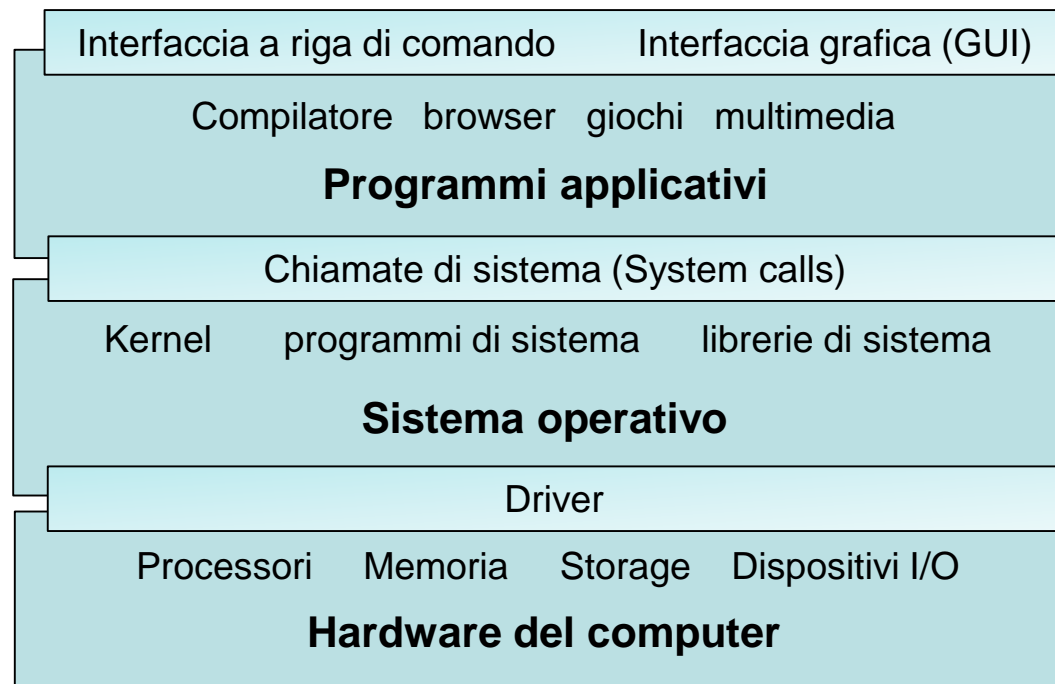 Interfaccia a riga di comando Interfaccia grafica (GUI)
Compilatore browser giochi multimedia
Programmi applicativi
Chiamate di sistema (System calls)
Kernel programmi di sistema librerie di sistema
Sistema operativo
Driver
Processori Memoria Storage Dispositivi I/O
Hardware del computer